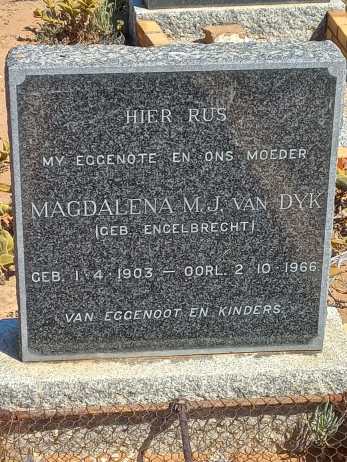 HIER RUS
MY EGGENOTE EN ONS MOEDER
MAGDALENA M. J. VAN DYK
(GEB. ENGELBRECHT)
GEB. 1·4·1903 — OORL. 2·10·1966
VAN EGGENOOT EN KINDERS.